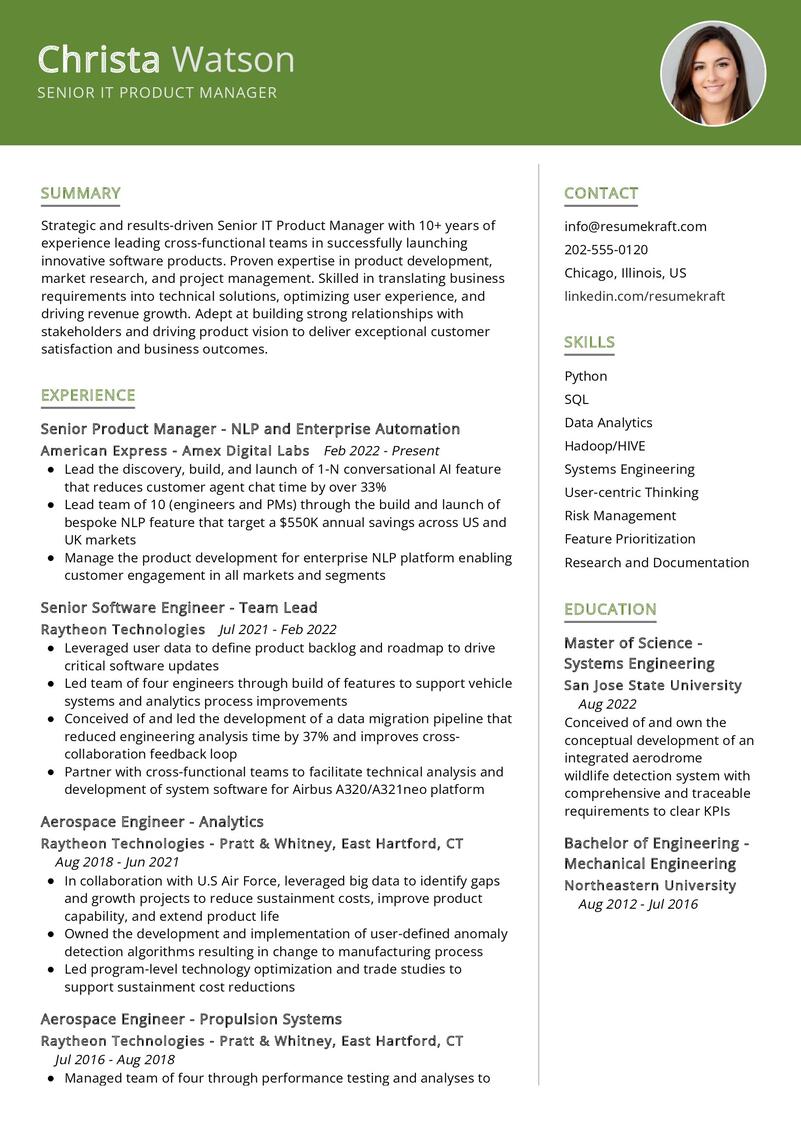 Christa Watson
SENIOR IT PRODUCT MANAGER
SUMMARY
Strategic and results-driven Senior IT Product Manager with 10+ years of
experience leading cross-functional teams in successfully launching
innovative software products. Proven expertise in product development,
market research, and project management. Skilled in translating business
requirements into technical solutions, optimizing user experience, and
driving revenue growth. Adept at building strong relationships with
stakeholders and driving product vision to deliver exceptional customer
satisfaction and business outcomes.
EXPERIENCE
Senior Product Manager - NLP and Enterprise Automation
American Express - Amex Digital Labs Feb 2022 - Present
● Lead the discovery, build, and launch of 1-N conversational AI feature
that reduces customer agent chat time by over 33%
● Lead team of 10 (engineers and PMs) through the build and launch of
bespoke NLP feature that target a $550K annual savings across US and
UK markets
● Manage the product development for enterprise NLP platform enabling
customer engagement in all markets and segments
Senior Software Engineer - Team Lead
Raytheon Technologies Jul 2021 - Feb 2022
● Leveraged user data to define product backlog and roadmap to drive
critical software updates
● Led team of four engineers through build of features to support vehicle
systems and analytics process improvements
● Conceived of and led the development of a data migration pipeline that
reduced engineering analysis time by 37% and improves cross-
collaboration feedback loop
● Partner with cross-functional teams to facilitate technical analysis and
development of system software for Airbus A320/A321neo platform
Aerospace Engineer - Analytics
Raytheon Technologies - Pratt & Whitney, East Hartford, CT
Aug 2018 - Jun 2021
● In collaboration with U.S Air Force, leveraged big data to identify gaps
and growth projects to reduce sustainment costs, improve product
capability, and extend product life
● Owned the development and implementation of user-defined anomaly
detection algorithms resulting in change to manufacturing process
● Led program-level technology optimization and trade studies to
support sustainment cost reductions
Aerospace Engineer - Propulsion Systems
Raytheon Technologies - Pratt & Whitney, East Hartford, CT
Jul 2016 - Aug 2018
● Managed team of four through performance testing and analyses to
CONTACT
info@resumekraft.com
202-555-0120
Chicago, Illinois, US
linkedin.com/resumekraft
SKILLS
Python
SQL
Data Analytics
Hadoop/HIVE
Systems Engineering
User-centric Thinking
Risk Management
Feature Prioritization
Research and Documentation
EDUCATION
Master of Science -
Systems Engineering
San Jose State University
Aug 2022
Conceived of and own the
conceptual development of an
integrated aerodrome
wildlife detection system with
comprehensive and traceable
requirements to clear KPIs
Bachelor of Engineering -
Mechanical Engineering
Northeastern University
Aug 2012 - Jul 2016